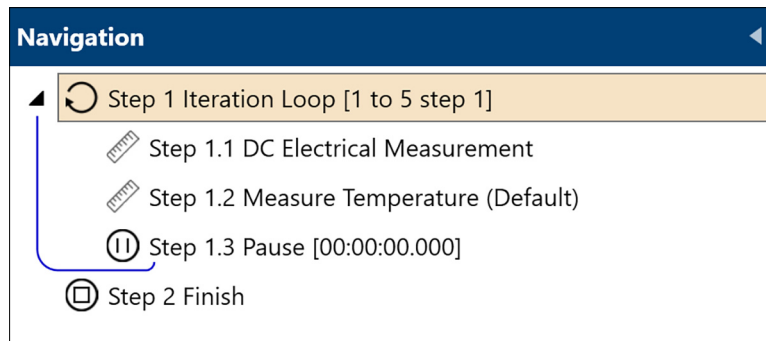 Navigation
Step 1 Iteration Loop [1 to 5 step 1]
Step 1.1 DC Electrical Measurement
Step 1.2 Measure Temperature (Default)
Step 1.3 Pause [00:00:00.000]
Step 2 Finish